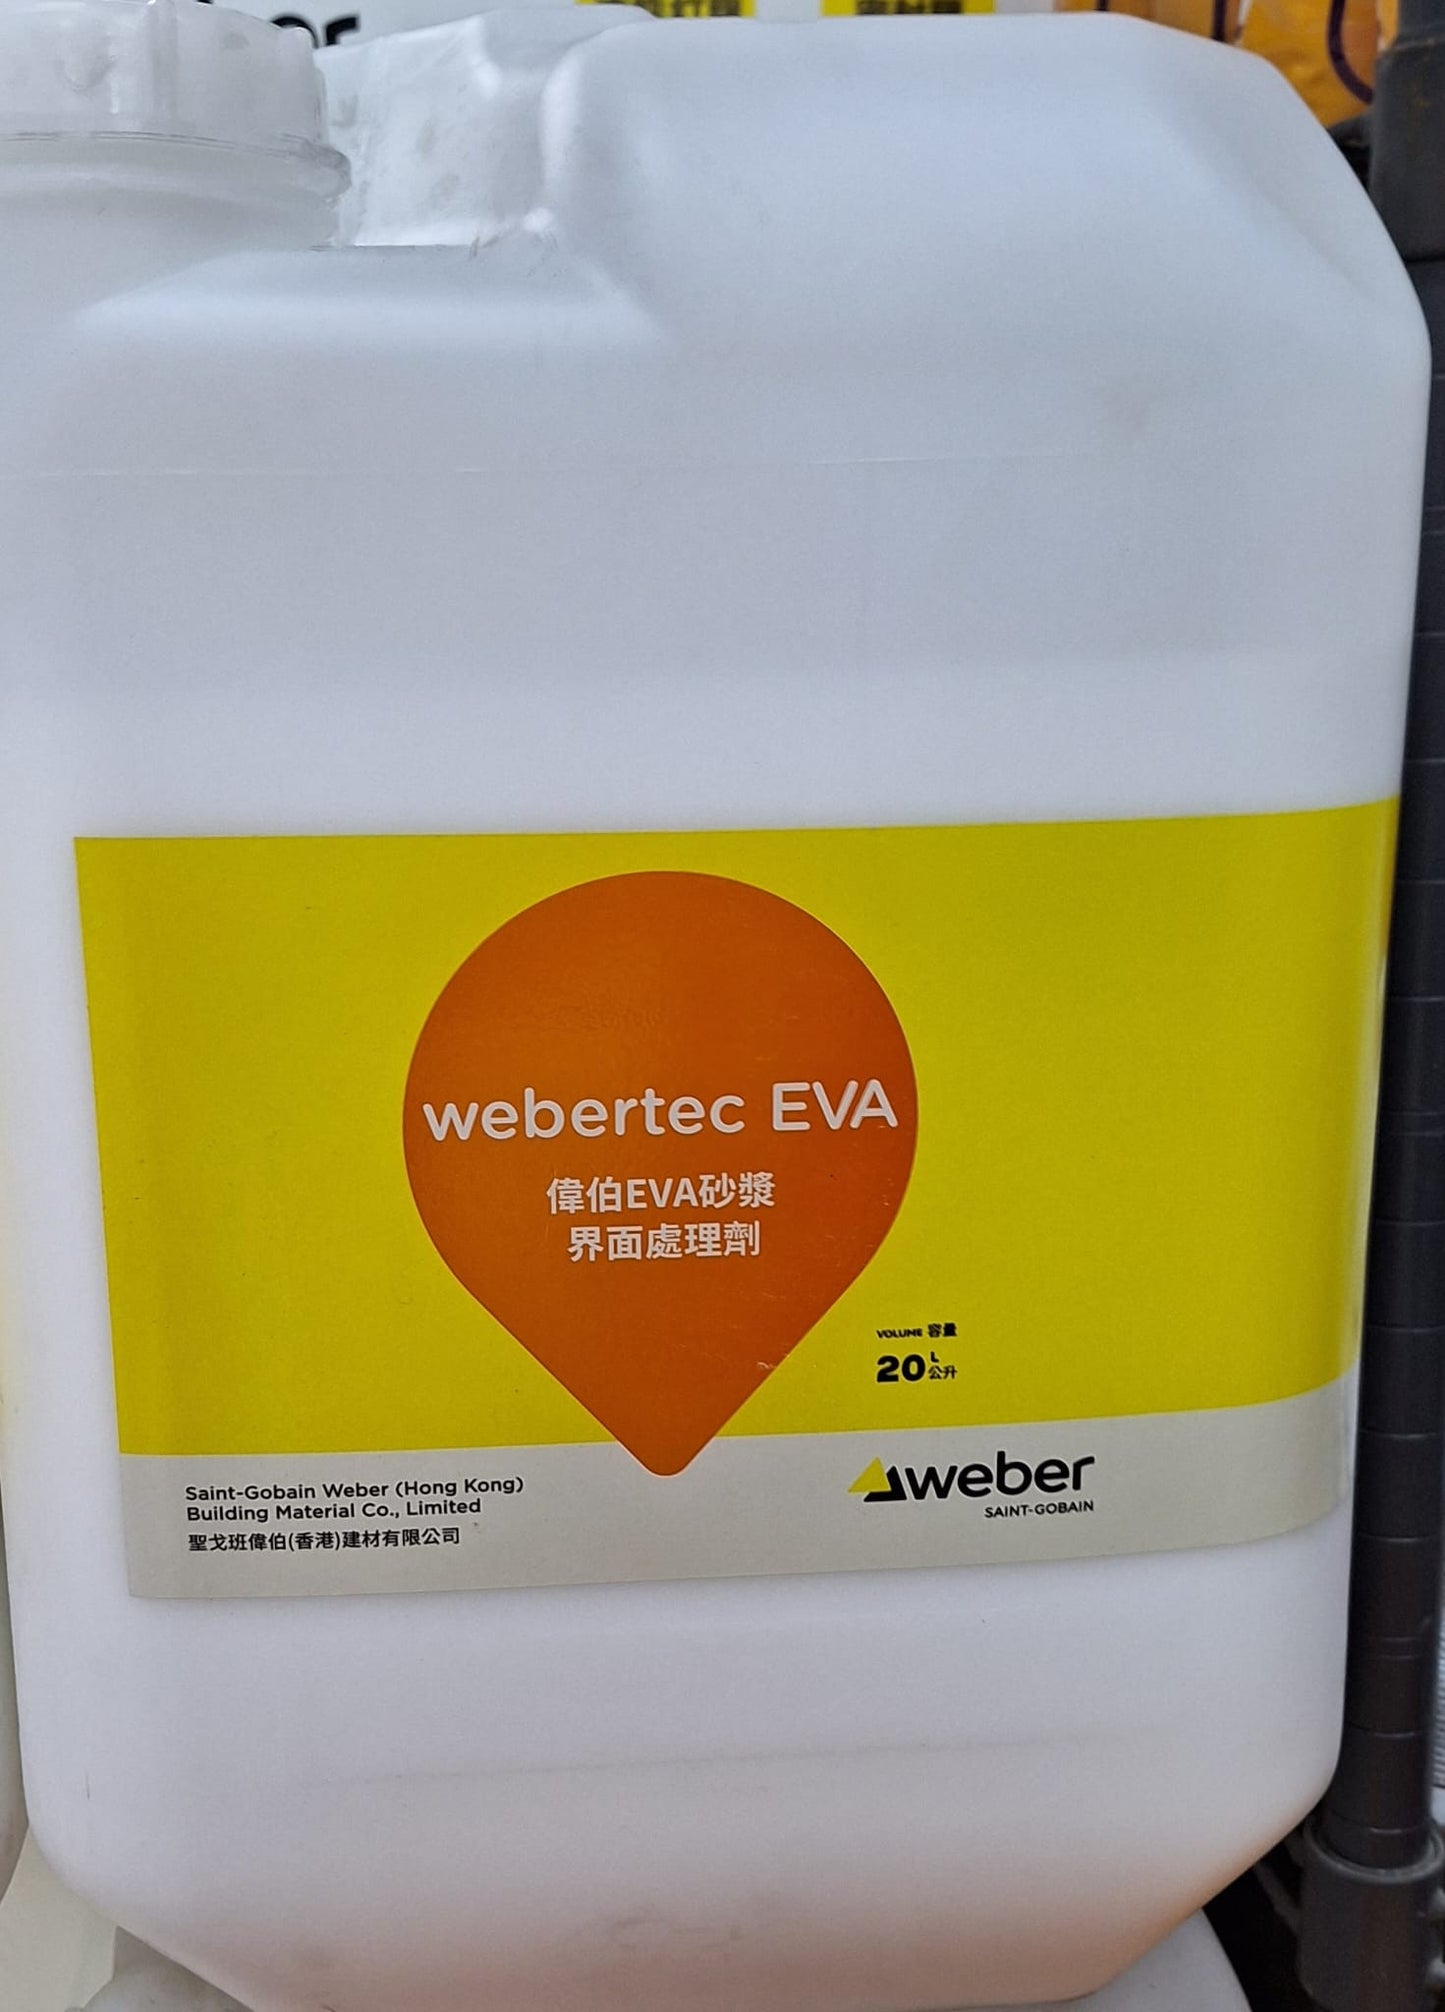 webertec EVA
偉伯EVA砂漿
界面處理劑
VOLUME 容量
20 L 公升
Saint-Gobain Weber (Hong Kong)
Building Material Co., Limited
聖戈班偉伯(香港)建材有限公司
weber
SAINT-GOBAIN